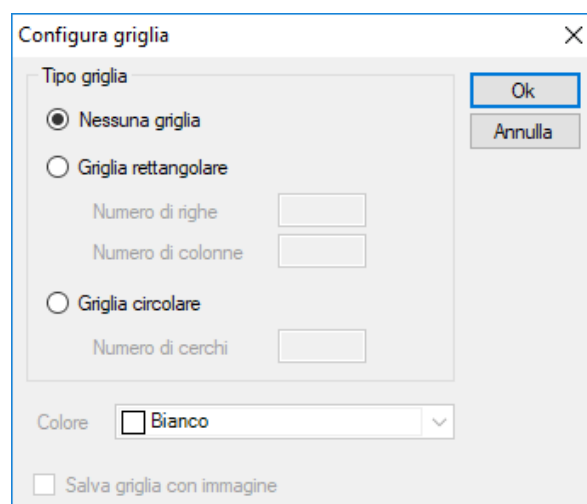 Configura griglia
Tipo griglia
Ok
Nessuna griglia
Annulla
Griglia rettangolare
Numero di righe
Numero di colonne
Griglia circolare
Numero di cerchi
Colore
Bianco
Salva griglia con immagine